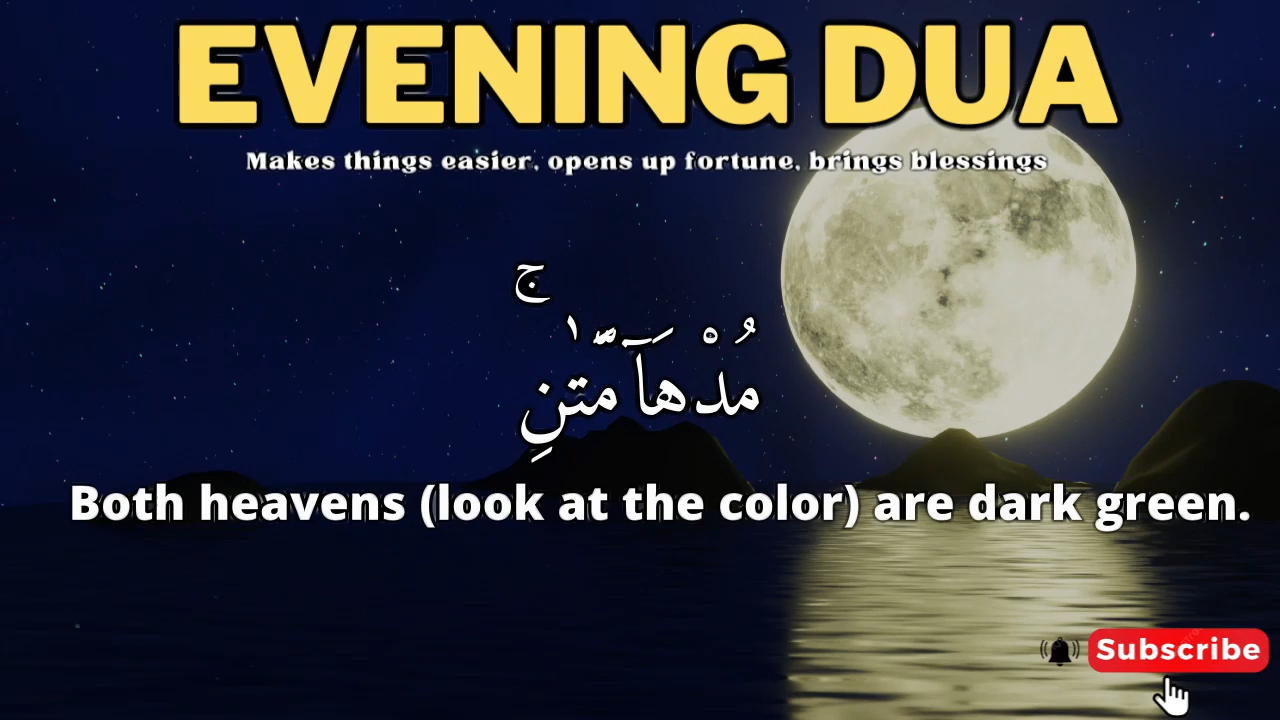 EVENING DUA
Makes things easier, opens up fortune, brings blessings
مُدْهَآمَّتٰنِۚ
Both heavens (look at the color) are dark green.
Subscribe